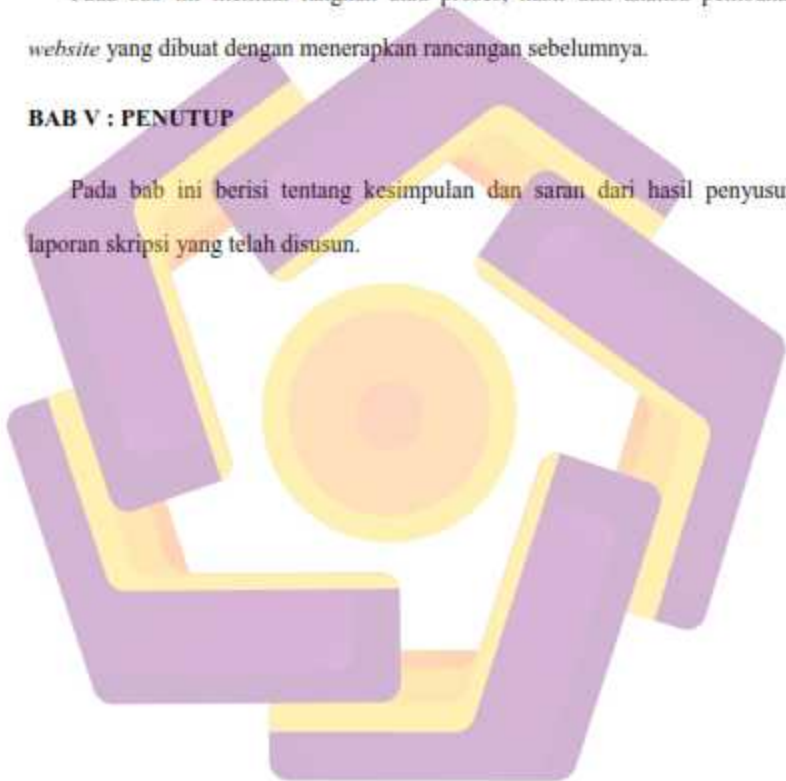 website yang dibuat dengan menerapkan rancangan sebelumnya.
BAB V : PENUTUP
Pada bab ini berisi tentang kesimpulan dan saran dari hasil penyusu
laporan skripsi yang telah disusun.